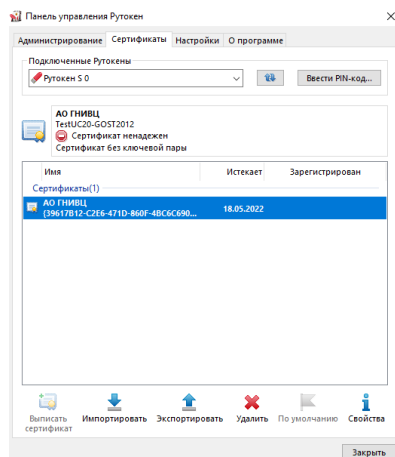 Панель управления Рутокен
Администрирование Сертификаты Настройки О программе
Подключенные Рутокены
Рутокен S 0
Ввести PIN-код...
АО ГНИВЦ
TestUC20-GOST2012
Сертификат ненадежен
Сертификат без ключевой пары
Имя Истекает Зарегистрирован
Сертификаты(1)
АО ГНИВЦ
{39617B12-C2E6-471D-860F-4BC6C690... 18.05.2022
Выписать сертификат
Импортировать
Экспортировать
Удалить
По умолчанию
Свойства
Закрыть